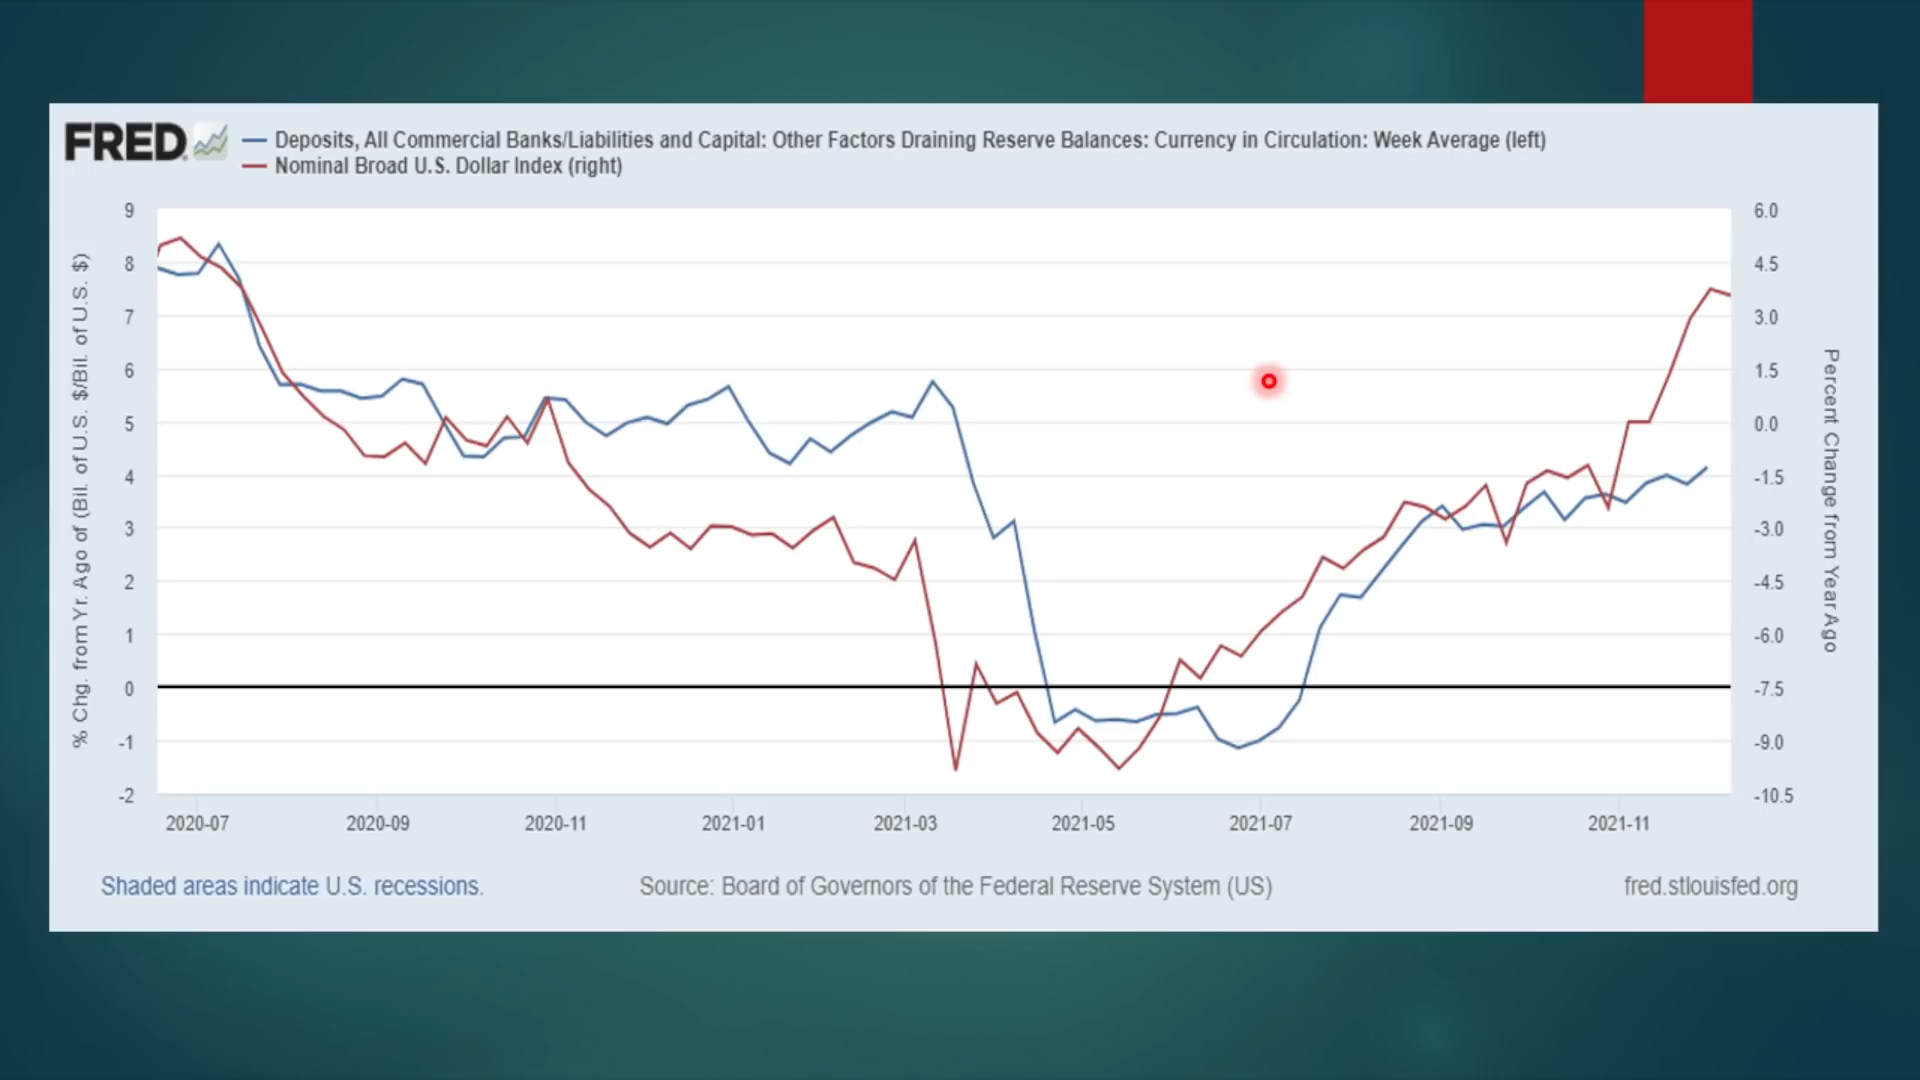 FRED
Deposits, All Commercial Banks/Liabilities and Capital: Other Factors Draining Reserve Balances: Currency in Circulation: Week Average (left)
Nominal Broad U.S. Dollar Index (right)
% Chg. from Yr. Ago of (Bil. of U.S. $/Bil. of U.S. $)
9
8
7
6
5
4
3
2
1
0
-1
-2
6.0
4.5
3.0
1.5
0.0
-1.5
-3.0
-4.5
-6.0
-7.5
-9.0
-10.5
Percent Change from Year Ago
2020-07 2020-09 2020-11 2021-01 2021-03 2021-05 2021-07 2021-09 2021-11
Shaded areas indicate U.S. recessions.
Source: Board of Governors of the Federal Reserve System (US)
fred.stlouisfed.org